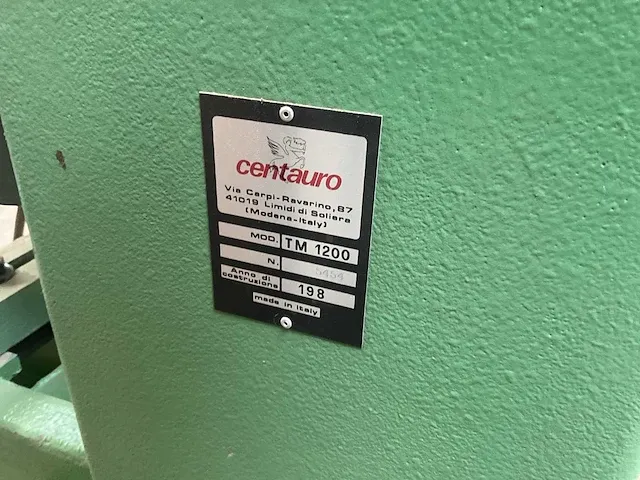 centauro
Via Carpi-Ravarino, 87
41019 Limidi di Soliera
(Modena-Italy)
MOD. TM 1200
N. 5454
Anno di
costruzione 198
made in italy